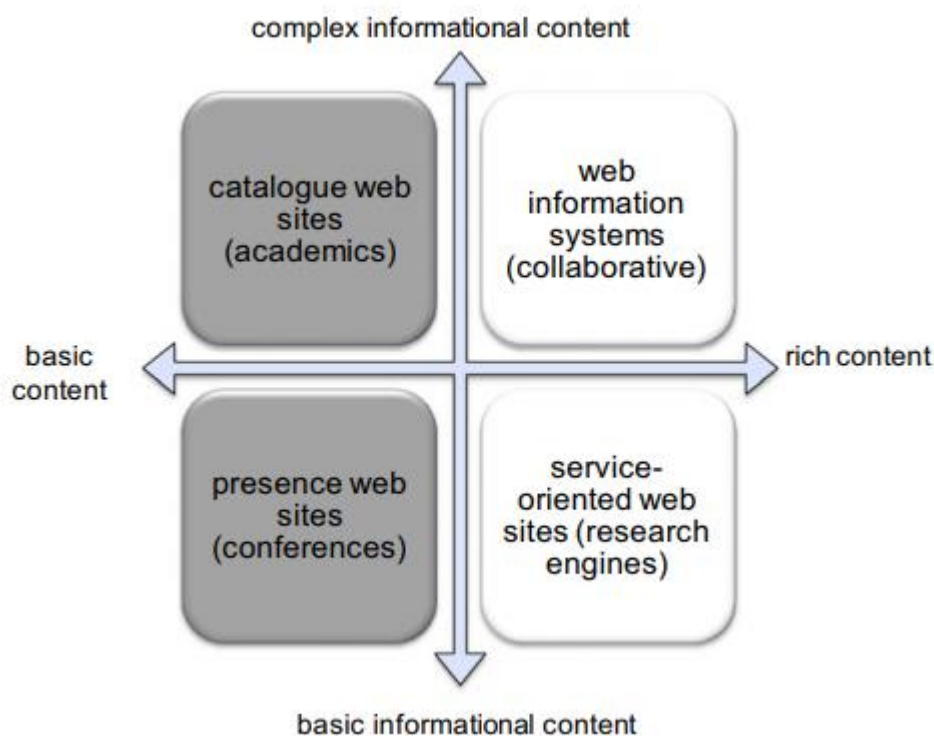 complex informational content
catalogue web
sites
(academics)
web
information
systems
(collaborative)
basic
content
rich content
presence web
sites
(conferences)
service-
oriented web
sites (research
engines)
basic informational content